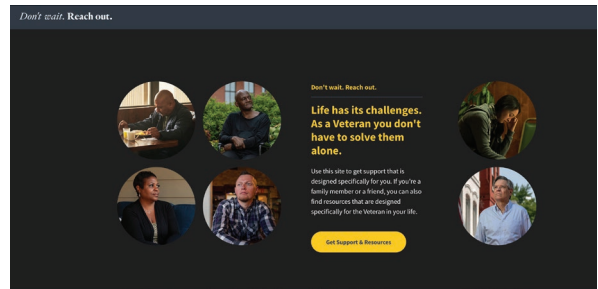 Don't wait. Reach out.
Don't wait. Reach out.
Life has its challenges.
As a Veteran you don't
have to solve them
alone.
Use this site to get support that is
designed specifically for you. If you're a
family member or a friend, you can also
find resources that are designed
specifically for the Veteran in your life.
Get Support & Resources